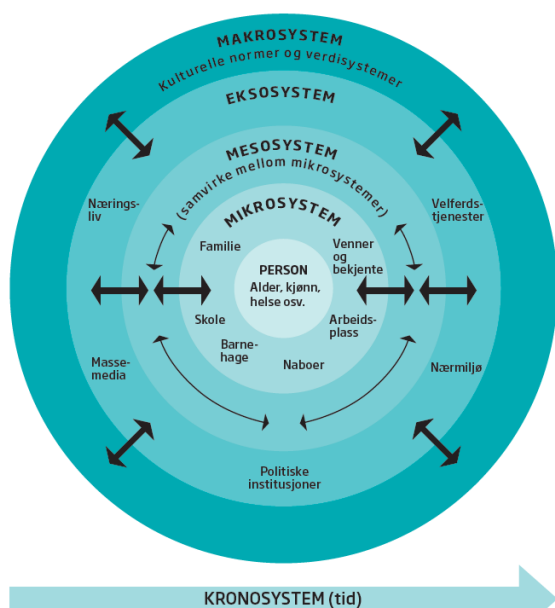 MAKROSYSTEM
Kulturelle normer og verdisystemer
EKSOSYSTEM
MESOSYSTEM
(samvirke mellom mikrosystemer)
MIKROSYSTEM
Nærings-
liv
Velferds-
tjenester
Familie
Venner
og
bekjente
PERSON
Alder, kjønn,
helse osv.
Skole
Arbeids-
plass
Barne-
hage
Naboer
Masse-
media
Nærmiljø
Politiske
institusjoner
KRONOSYSTEM (tid)